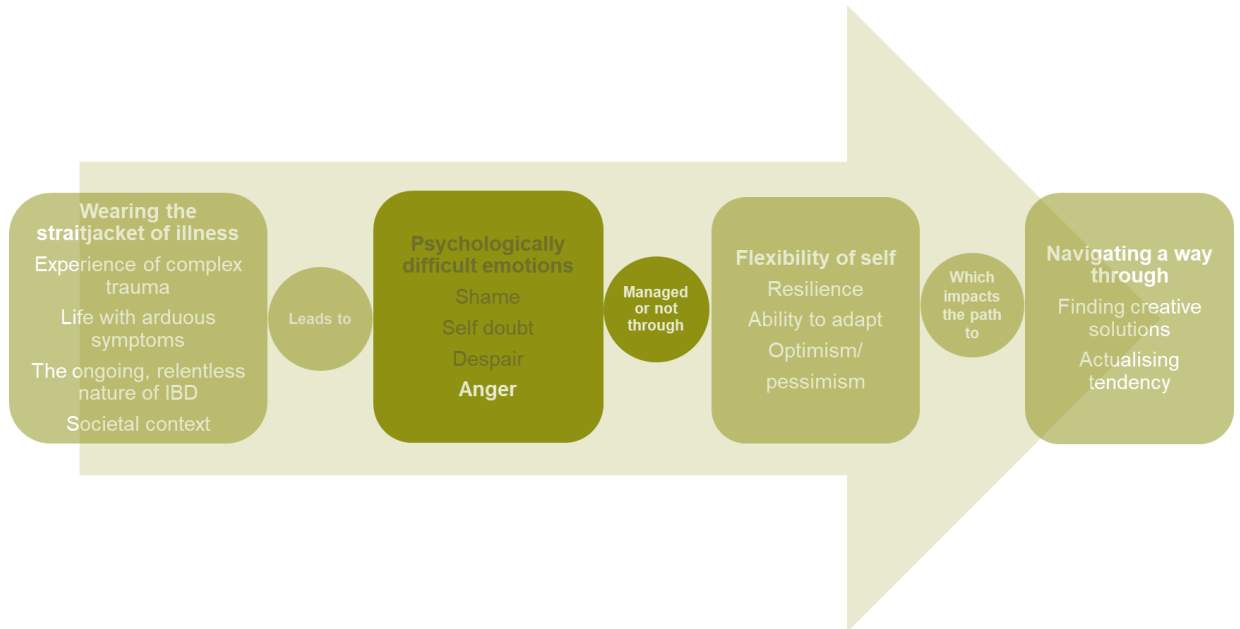 Wearing the
straitjacket of illness
Experience of complex
trauma
Life with arduous
symptoms
The ongoing, relentless
nature of IBD
Societal context
Leads to
Psychologically
difficult emotions
Shame
Self doubt
Despair
Anger
Managed
or not
through
Flexibility of self
Resilience
Ability to adapt
Optimism/
pessimism
Which
impacts
the path
to
Navigating a way
through
Finding creative
solutions
Actualising
tendency